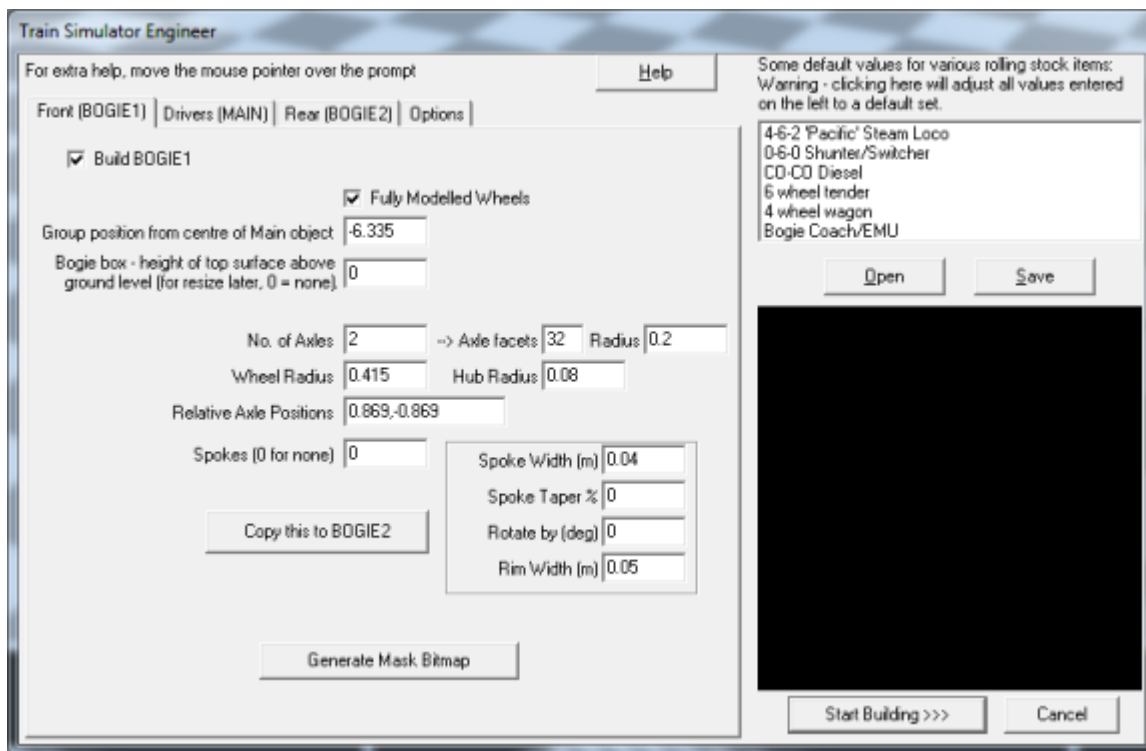 Train Simulator Engineer
For extra help, move the mouse pointer over the prompt
Help
Front (BOGIE1)
Drivers (MAIN)
Rear (BOGIE2)
Options
Build BOGIE1
Fully Modelled Wheels
Group position from centre of Main object -6.335
Bogie box - height of top surface above
ground level (for resize later, 0 = none), 0
No. of Axles 2 --> Axle facets 32 Radius 0.2
Wheel Radius 0.415 Hub Radius 0.08
Relative Axle Positions 0.869,-0.869
Spokes (0 for none) 0
Spoke Width (m) 0.04
Spoke Taper % 0
Rotate by (deg) 0
Rim Width (m) 0.05
Copy this to BOGIE2
Generate Mask Bitmap
Some default values for various rolling stock items:
Warning - clicking here will adjust all values entered
on the left to a default set.
4-6-2 'Pacific' Steam Loco
0-6-0 Shunter/Switcher
CO-CO Diesel
6 wheel tender
4 wheel wagon
Bogie Coach/EMU
Open
Save
Start Building >>>
Cancel